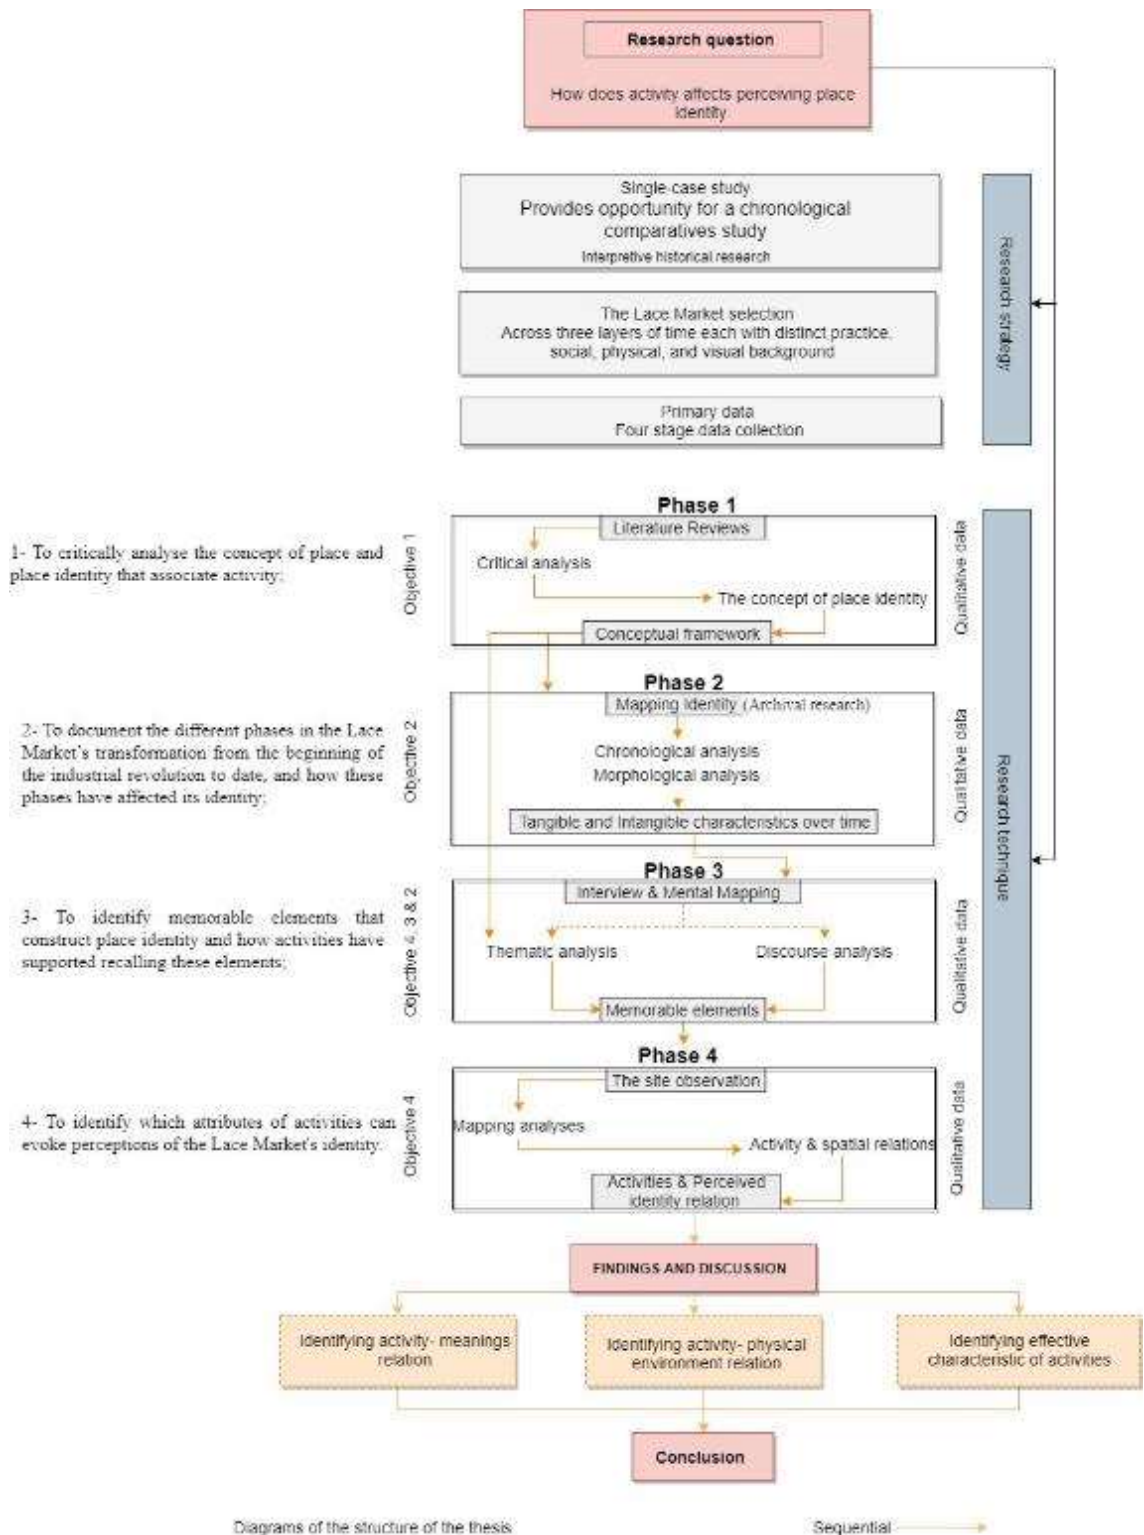 Research question
How does activity affects perceiving place
identity
Single-case study
Provides opportunity for a chronological
comparatives study
Interpretive historical research
The Lace Market selection
Across three layers of time each with distinct practice,
social, physical, and visual background
Primary data
Four stage data collection
Research strategy
Phase 1
1- To critically analyse the concept of place and
place identity that associate activity;
Objective 1
Literature Reviews
Critical analysis
The concept of place identity
Conceptual framework
Qualitative data
Phase 2
2- To document the different phases in the Lace
Market's transformation from the beginning of
the industrial revolution to date, and how these
phases have affected its identity;
Objective 2
Mapping Identity (Archival research)
Chronological analysis
Morphological analysis
Tangible and Intangible characteristics over time
Qualitative data
Research technique
Phase 3
3- To identify memorable elements that
construct place identity and how activities have
supported recalling these elements;
Objective 4, 3 & 2
Interview & Mental Mapping
Thematic analysis
Discourse analysis
Memorable elements
Qualitative data
Phase 4
4- To identify which attributes of activities can
evoke perceptions of the Lace Market's identity.
Objective 4
The site observation
Mapping analyses
Activity & spatial relations
Activities & Perceived
identity relation
Qualitative data
FINDINGS AND DISCUSSION
Identifying activity- meanings
relation
Identifying activity- physical
environment relation
Identifying effective
characteristic of activities
Conclusion
Diagrams of the structure of the thesis
Sequential